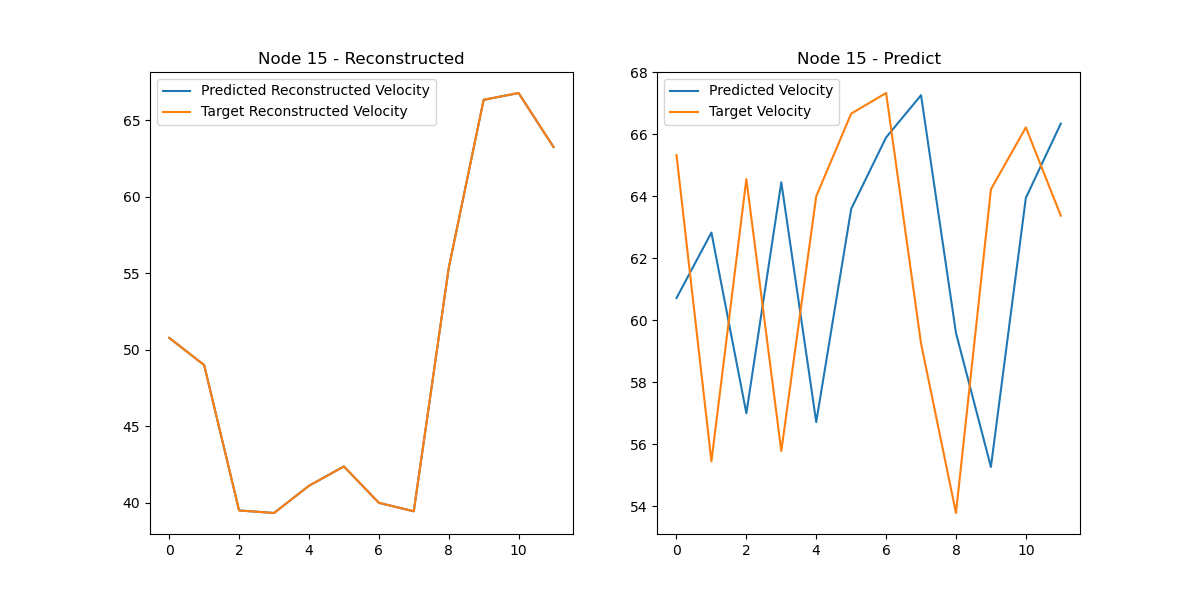 Node 15 - Reconstructed
Predicted Reconstructed Velocity
Target Reconstructed Velocity
65
60
55
50
45
40
0 2 4 6 8 10
Node 15 - Predict
Predicted Velocity
Target Velocity
68
66
64
62
60
58
56
54
0 2 4 6 8 10